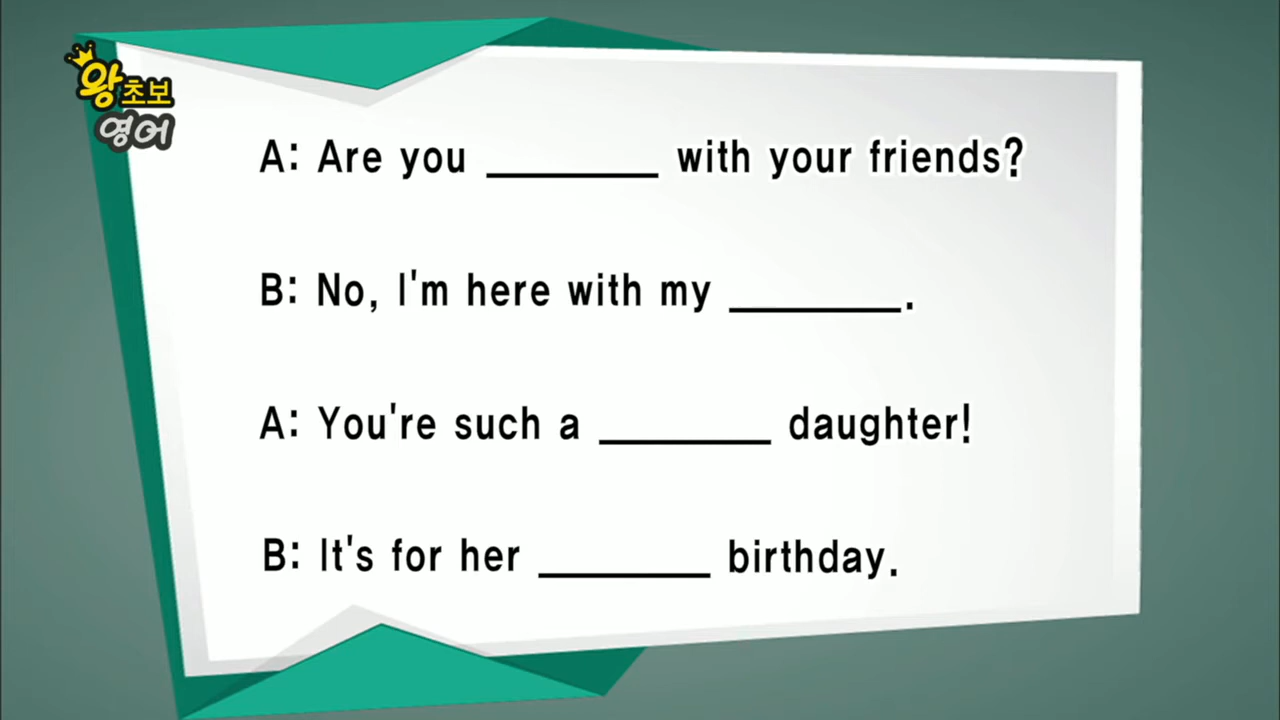 왕초보
영어
A: Are you ________ with your friends?
B: No, I'm here with my ________.
A: You're such a ________ daughter!
B: It's for her ________ birthday.